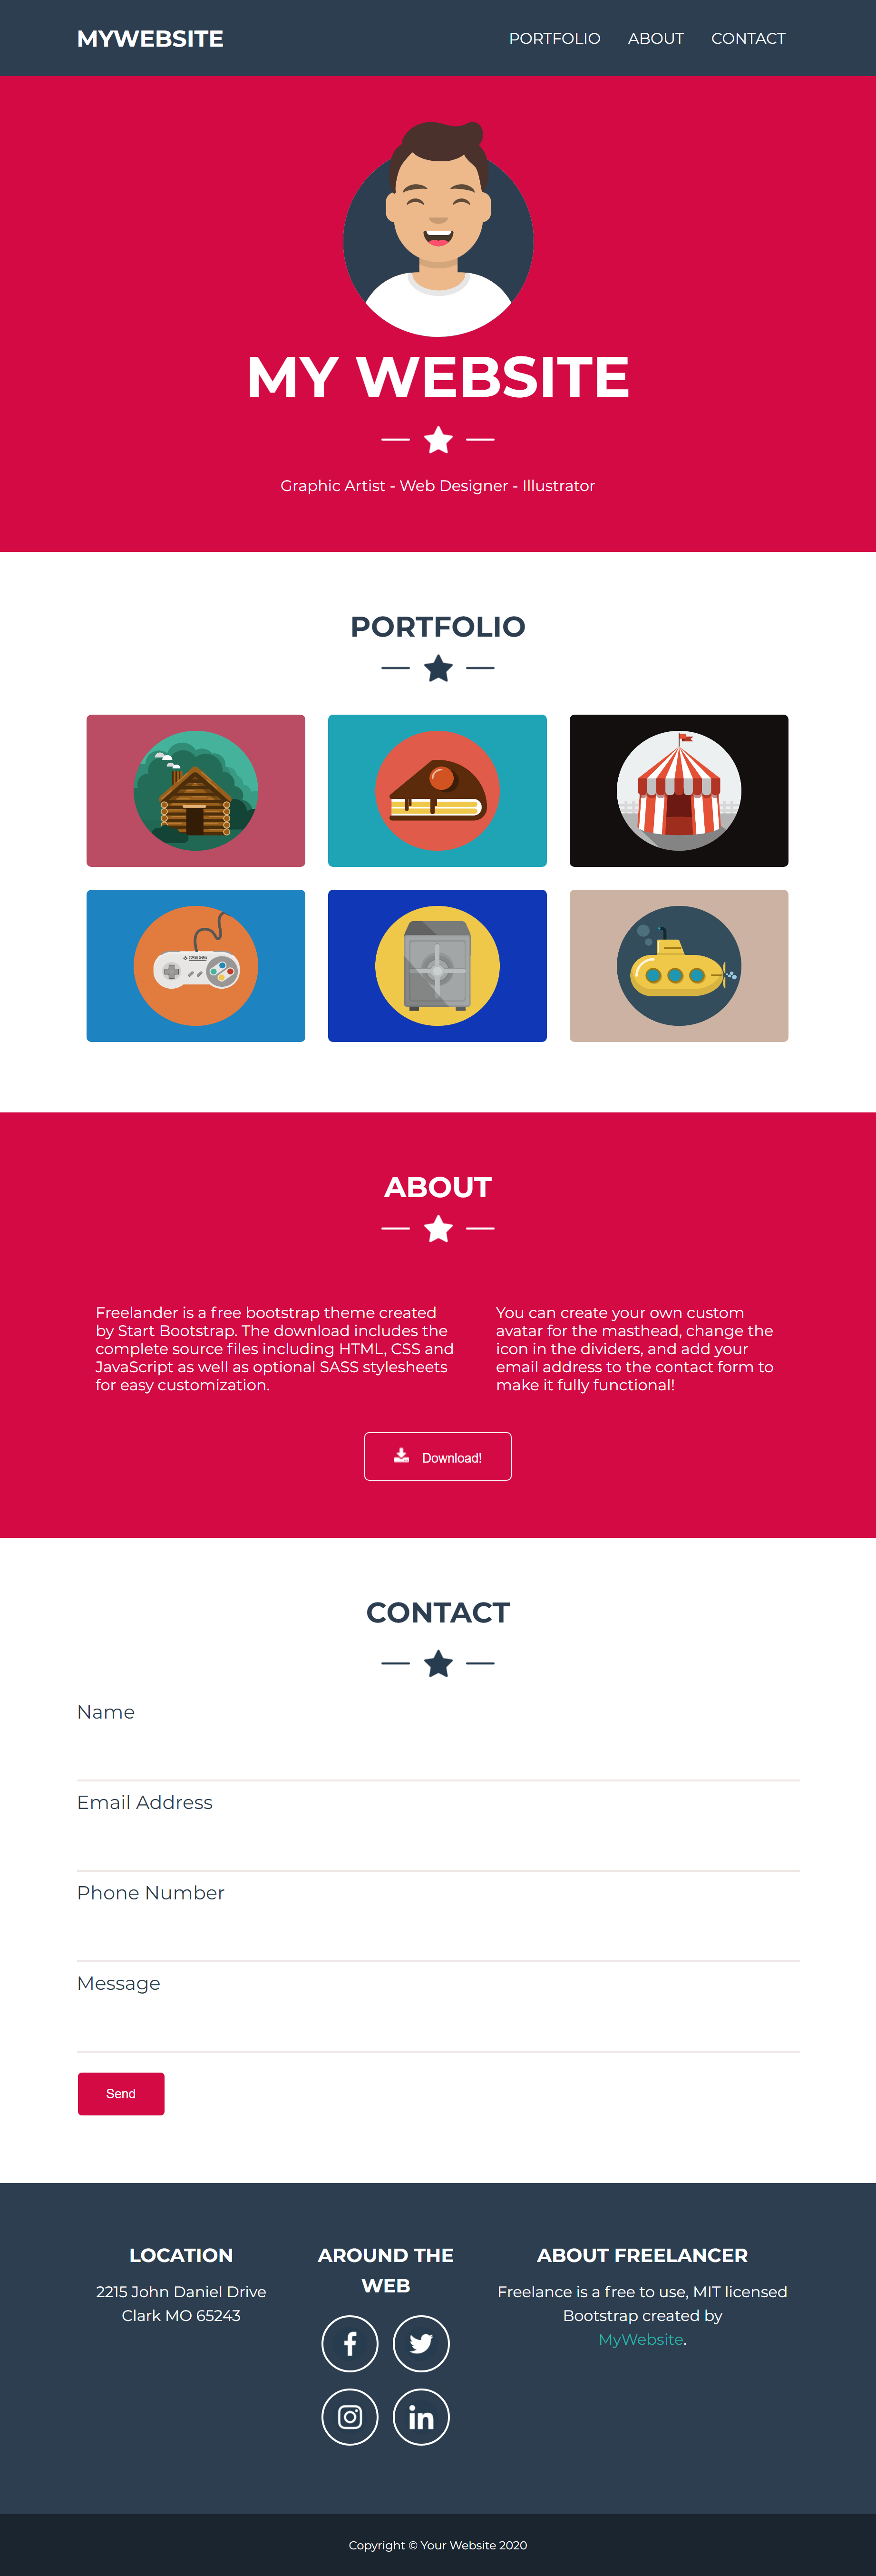 MYWEBSITE
PORTFOLIO ABOUT CONTACT
MY WEBSITE
Graphic Artist - Web Designer - Illustrator
PORTFOLIO
SUPER GAME
ABOUT
Freelander is a free bootstrap theme created
by Start Bootstrap. The download includes the
complete source files including HTML, CSS and
JavaScript as well as optional SASS stylesheets
for easy customization.
You can create your own custom
avatar for the masthead, change the
icon in the dividers, and add your
email address to the contact form to
make it fully functional!
Download!
CONTACT
Name
Email Address
Phone Number
Message
Send
LOCATION
2215 John Daniel Drive
Clark MO 65243
AROUND THE
WEB
ABOUT FREELANCER
Freelance is a free to use, MIT licensed
Bootstrap created by
MyWebsite.
Copyright © Your Website 2020